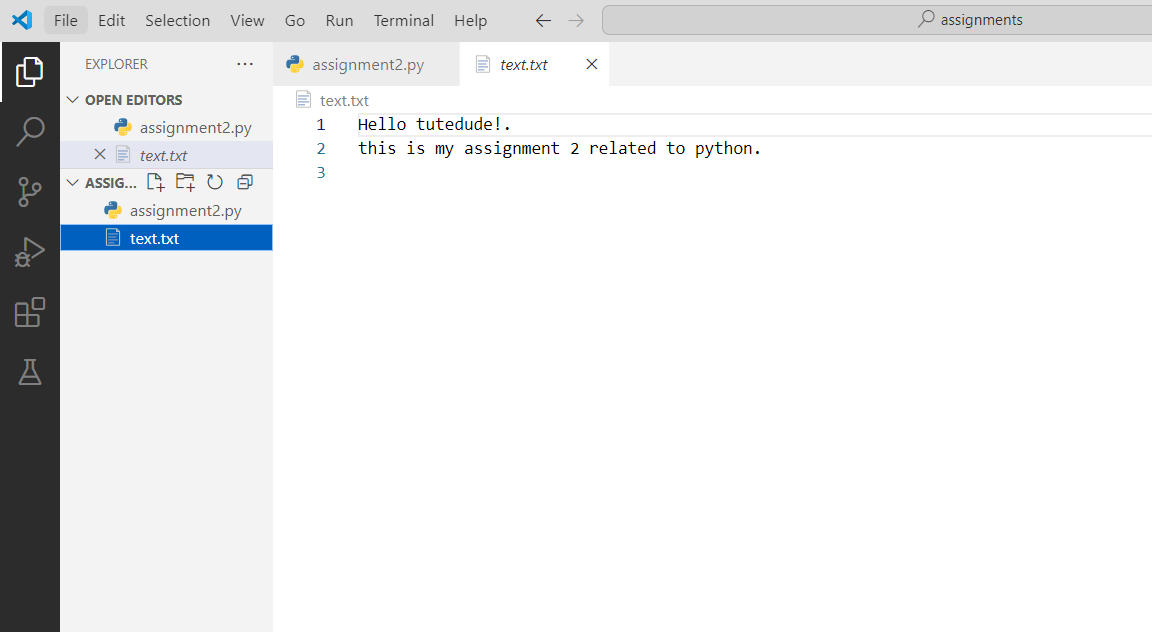 File Edit Selection View Go Run Terminal Help assignments
EXPLORER
OPEN EDITORS
assignment2.py
text.txt
ASSIG...
assignment2.py
text.txt
assignment2.py text.txt
text.txt
1 Hello tutedude!.
2 this is my assignment 2 related to python.
3